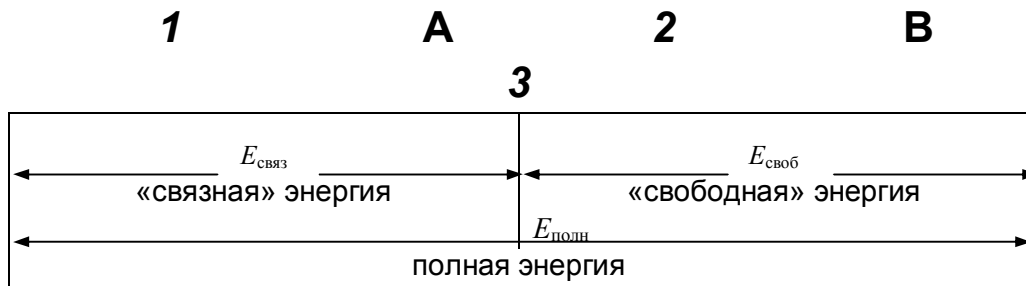 1 А 2 В
3
Eсвяз Eсвоб
«связная» энергия «свободная» энергия
Eполн
полная энергия